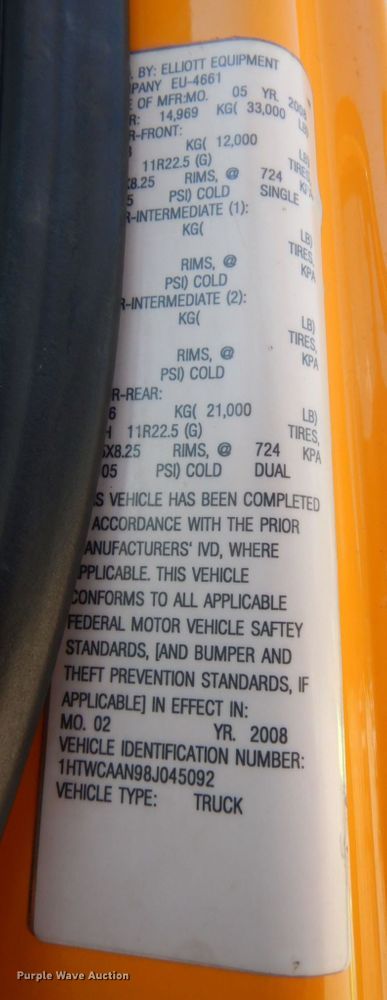 BY: ELLIOTT EQUIPMENT
EU-4661
OF MFR:MO. 05 YR. 2008
14,969 KG( 33,000 LB)
-FRONT:
KG( 12,000 LB)
11R22.5 (G) TIRES,
X8.25 RIMS, @ 724 KPA
5 PSI) COLD SINGLE
R-INTERMEDIATE (1):
KG( LB)
TIRES,
RIMS, @ KPA
PSI) COLD
R-INTERMEDIATE (2):
KG( LB)
TIRES,
RIMS, @ KPA
PSI) COLD
R-REAR:
6 KG( 21,000 LB)
H 11R22.5 (G) TIRES,
5X8.25 RIMS, @ 724 KPA
05 PSI) COLD DUAL
S VEHICLE HAS BEEN COMPLETED
ACCORDANCE WITH THE PRIOR
ANUFACTURERS' IVD, WHERE
PPLICABLE. THIS VEHICLE
CONFORMS TO ALL APPLICABLE
FEDERAL MOTOR VEHICLE SAFTEY
STANDARDS, [AND BUMPER AND
THEFT PREVENTION STANDARDS, IF
APPLICABLE] IN EFFECT IN:
MO. 02 YR. 2008
VEHICLE IDENTIFICATION NUMBER:
1HTWCAAN98J045092
VEHICLE TYPE: TRUCK
Purple Wave Auction